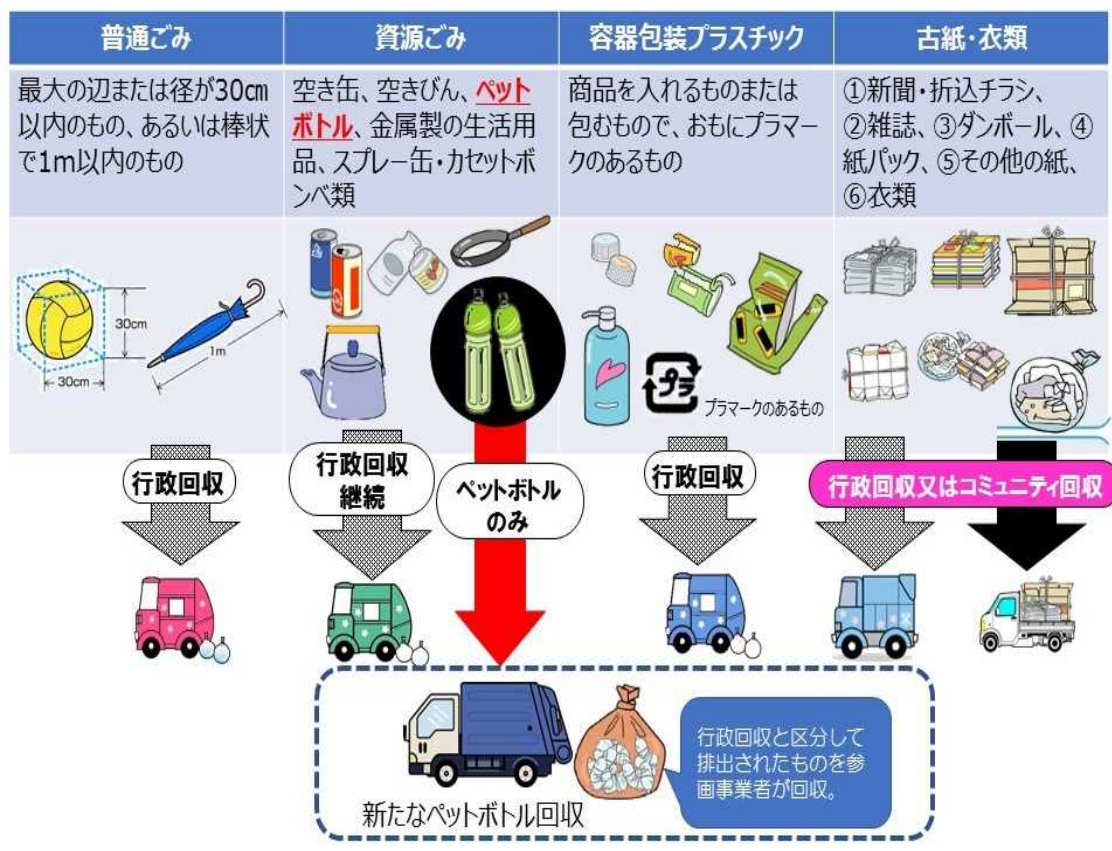 普通ごみ
資源ごみ
容器包装プラスチック
古紙・衣類
最大の辺または径が30cm
以内のもの、あるいは棒状
で1m以内のもの
空き缶、空きびん、ペット
ボトル、金属製の生活用
品、スプレー缶・カセットボ
ンベ類
商品を入れるものまたは
包むもので、おもにプラマー
クのあるもの
①新聞・折込チラシ、
②雑誌、③ダンボール、④
紙パック、⑤その他の紙、
⑥衣類
30cm
30cm
1m
プラ
プラマークのあるもの
行政回収
行政回収
継続
ペットボトル
のみ
行政回収
行政回収又はコミュニティ回収
行政回収と区分して
排出されたものを参
画事業者が回収。
新たなペットボトル回収